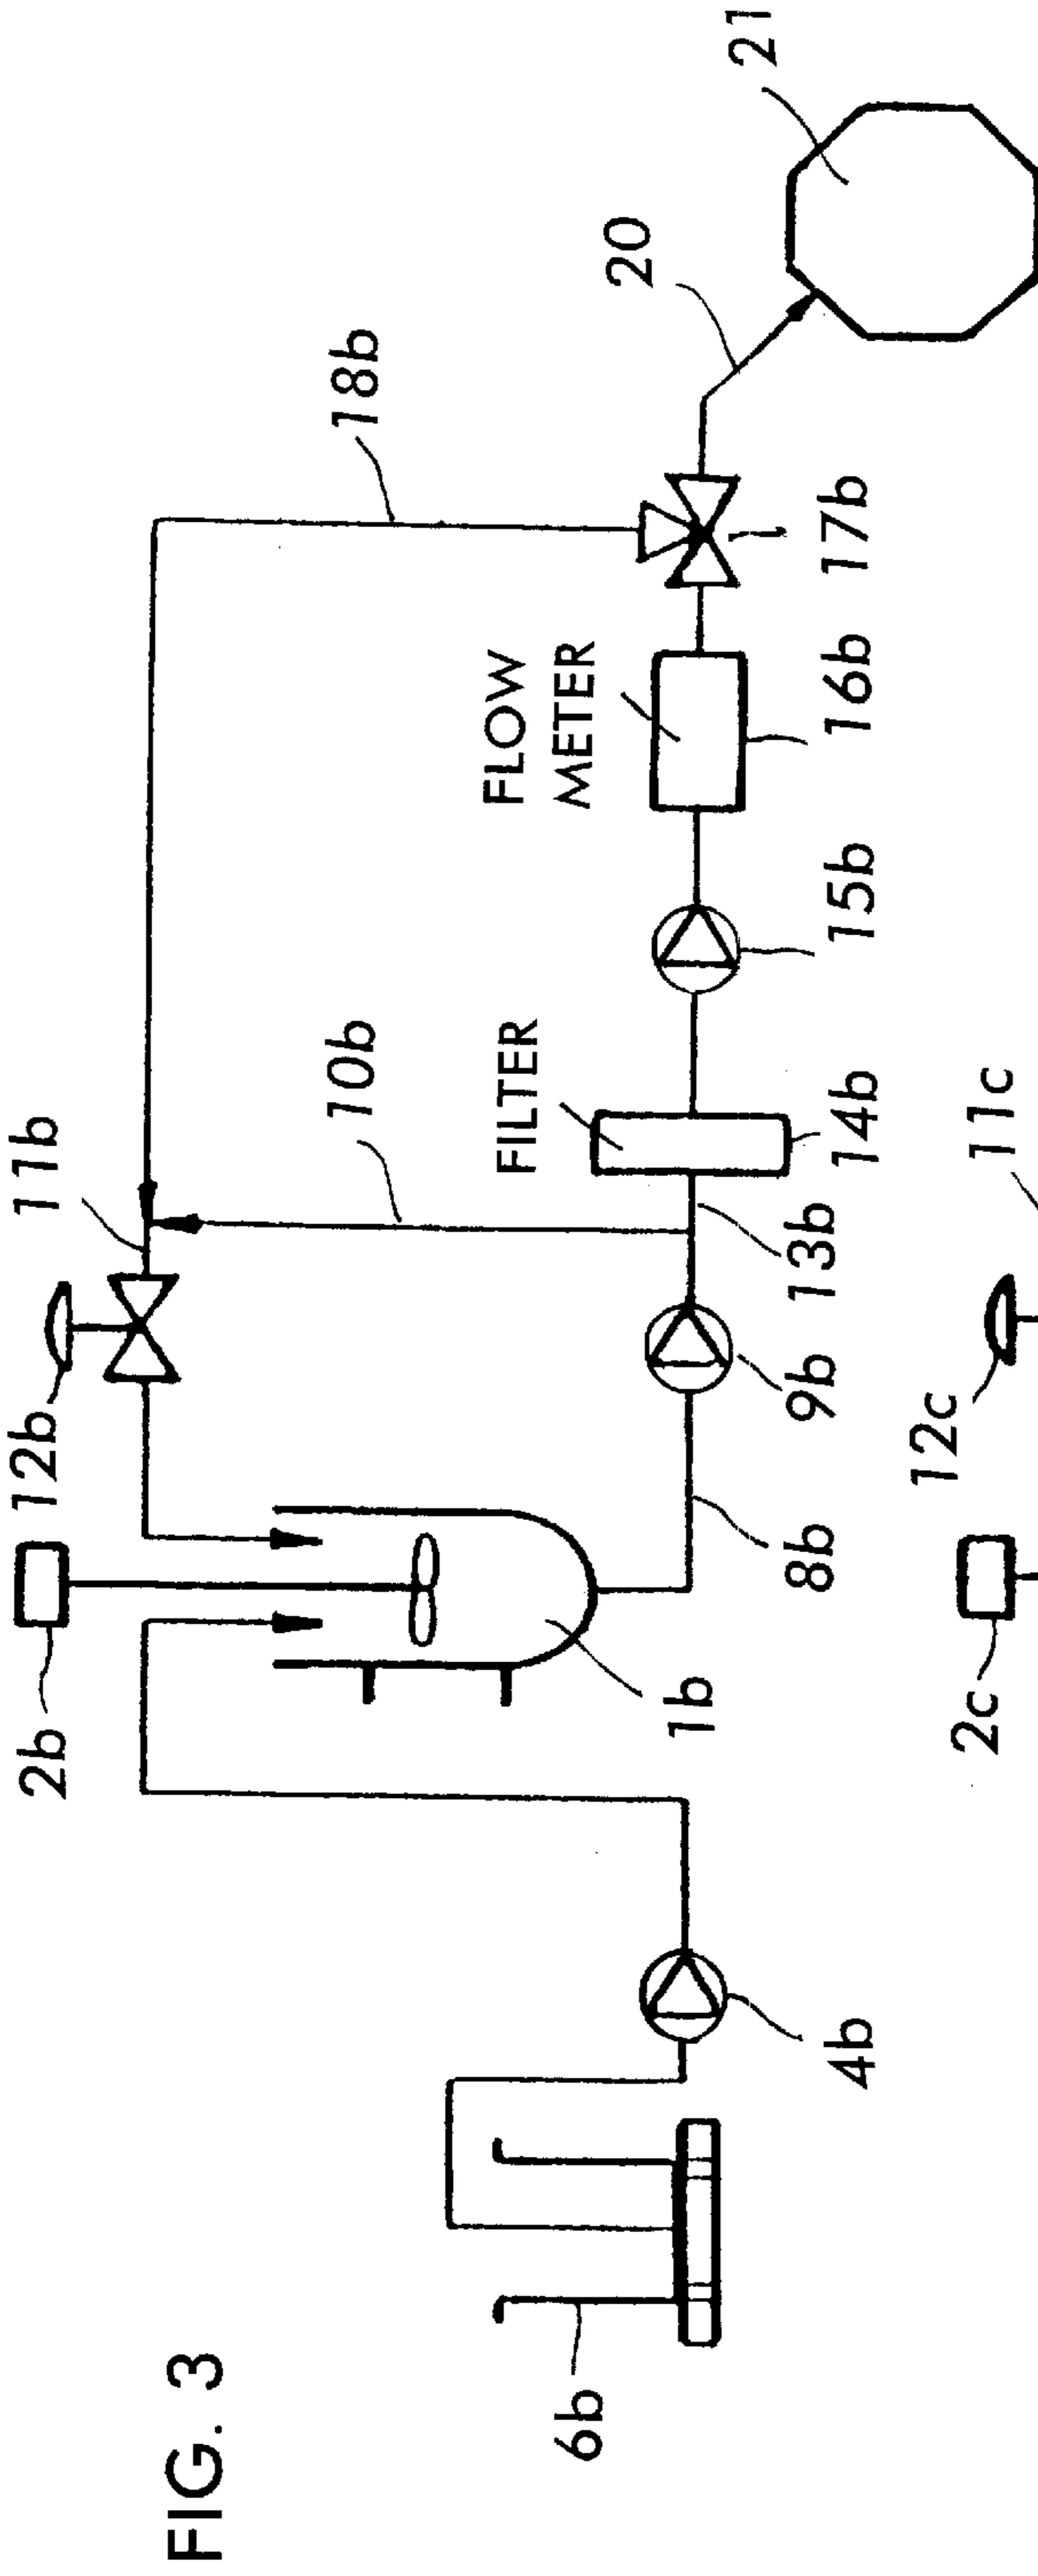 FIG. 3
6b
4b
2b
1b
12b
11b
8b
9b
10b
13b
FILTER
14b
15b
FLOW
METER
16b
17b
18b
20
21
2c
12c
11c